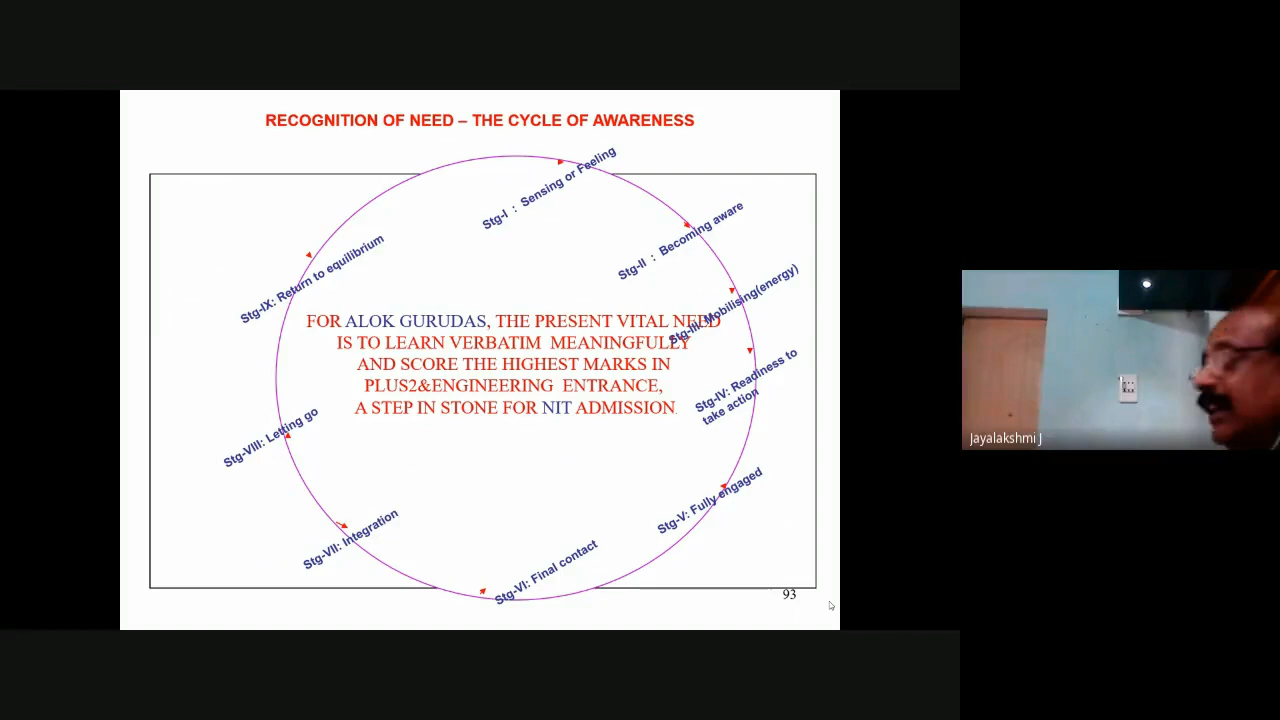 RECOGNITION OF NEED – THE CYCLE OF AWARENESS
Stg-I : Sensing or Feeling
Stg-II : Becoming aware
Stg-III: Mobilising(energy)
Stg-IV: Readiness to
take action
Stg-V: Fully engaged
Stg-VI: Final contact
Stg-VII: Integration
Stg-VIII: Letting go
Stg-IX: Return to equilibrium
FOR ALOK GURUDAS, THE PRESENT VITAL NEED
IS TO LEARN VERBATIM MEANINGFULLY
AND SCORE THE HIGHEST MARKS IN
PLUS2&ENGINEERING ENTRANCE,
A STEP IN STONE FOR NIT ADMISSION.
93
Jayalakshmi J